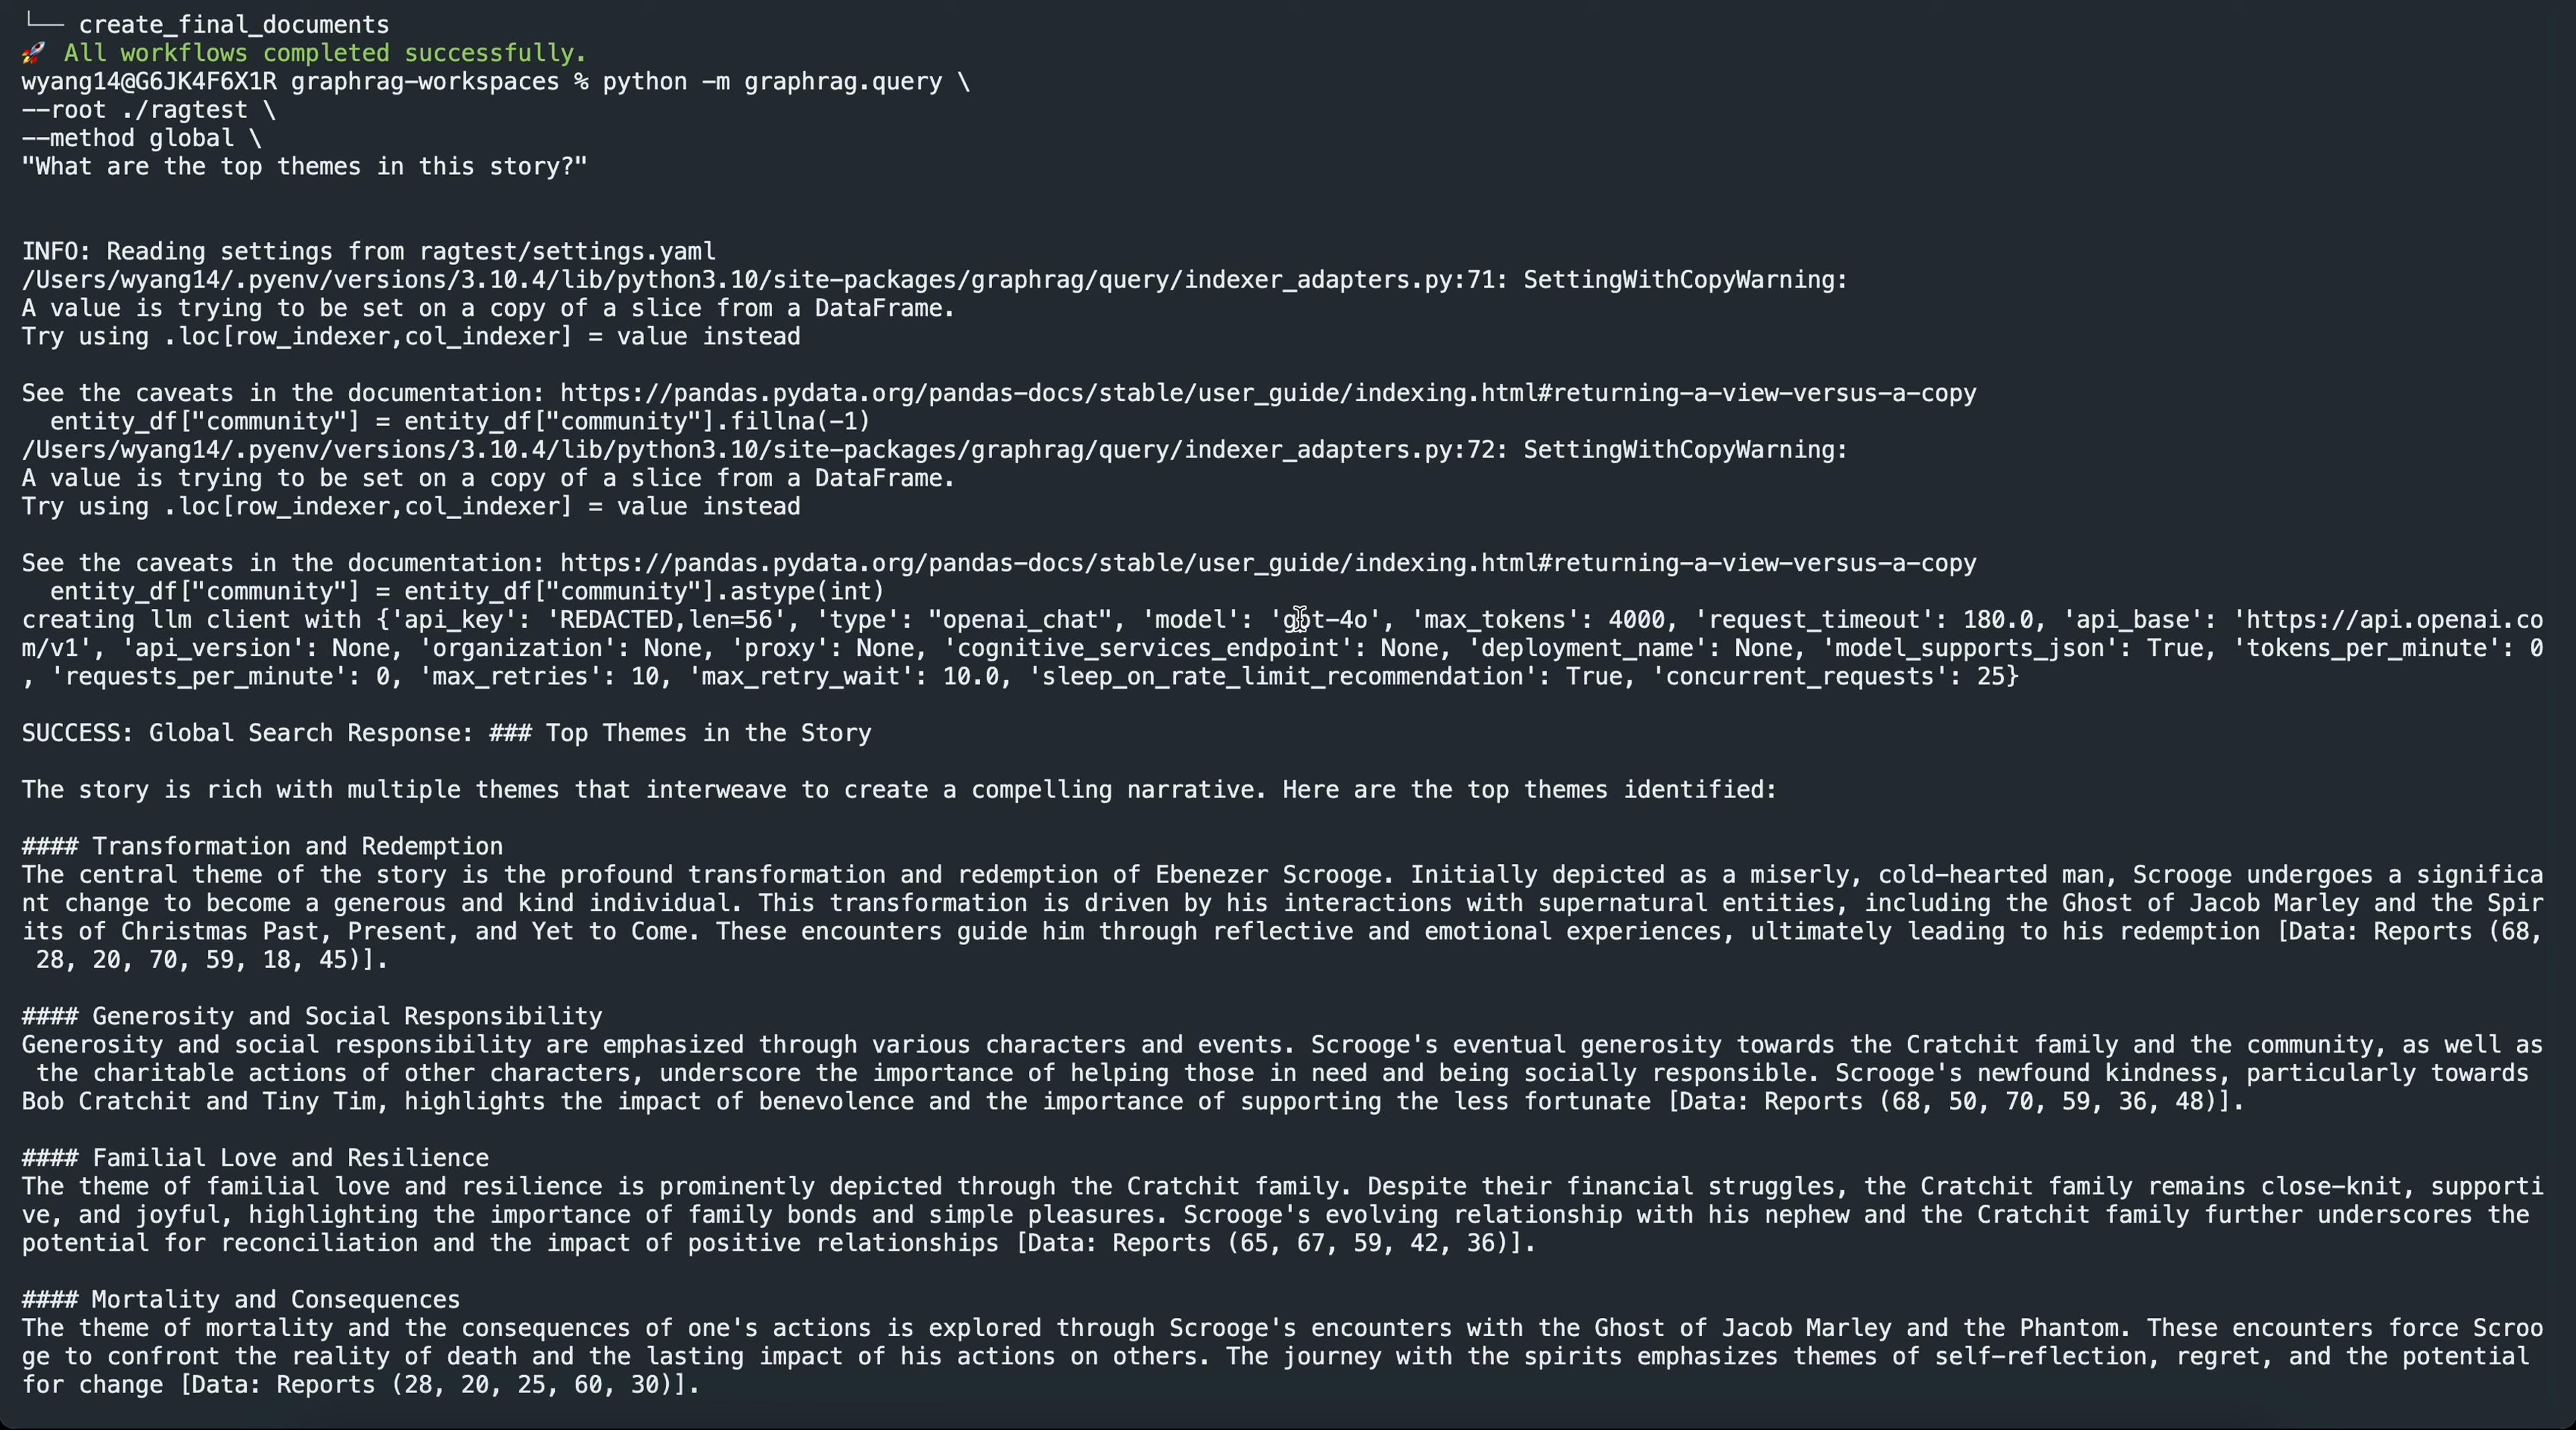 └── create_final_documents
🚀 All workflows completed successfully.
wyang14@G6JK4F6X1R graphrag-workspaces % python -m graphrag.query \
--root ./ragtest \
--method global \
"What are the top themes in this story?"
INFO: Reading settings from ragtest/settings.yaml
/Users/wyang14/.pyenv/versions/3.10.4/lib/python3.10/site-packages/graphrag/query/indexer_adapters.py:71: SettingWithCopyWarning:
A value is trying to be set on a copy of a slice from a DataFrame.
Try using .loc[row_indexer,col_indexer] = value instead
See the caveats in the documentation: https://pandas.pydata.org/pandas-docs/stable/user_guide/indexing.html#returning-a-view-versus-a-copy
  entity_df["community"] = entity_df["community"].fillna(-1)
/Users/wyang14/.pyenv/versions/3.10.4/lib/python3.10/site-packages/graphrag/query/indexer_adapters.py:72: SettingWithCopyWarning:
A value is trying to be set on a copy of a slice from a DataFrame.
Try using .loc[row_indexer,col_indexer] = value instead
See the caveats in the documentation: https://pandas.pydata.org/pandas-docs/stable/user_guide/indexing.html#returning-a-view-versus-a-copy
  entity_df["community"] = entity_df["community"].astype(int)
creating llm client with {'api_key': 'REDACTED,len=56', 'type': "openai_chat", 'model': 'gpt-4o', 'max_tokens': 4000, 'request_timeout': 180.0, 'api_base': 'https://api.openai.co
m/v1', 'api_version': None, 'organization': None, 'proxy': None, 'cognitive_services_endpoint': None, 'deployment_name': None, 'model_supports_json': True, 'tokens_per_minute': 0
, 'requests_per_minute': 0, 'max_retries': 10, 'max_retry_wait': 10.0, 'sleep_on_rate_limit_recommendation': True, 'concurrent_requests': 25}
SUCCESS: Global Search Response: ### Top Themes in the Story
The story is rich with multiple themes that interweave to create a compelling narrative. Here are the top themes identified:
#### Transformation and Redemption
The central theme of the story is the profound transformation and redemption of Ebenezer Scrooge. Initially depicted as a miserly, cold-hearted man, Scrooge undergoes a significa
nt change to become a generous and kind individual. This transformation is driven by his interactions with supernatural entities, including the Ghost of Jacob Marley and the Spir
its of Christmas Past, Present, and Yet to Come. These encounters guide him through reflective and emotional experiences, ultimately leading to his redemption [Data: Reports (68,
 28, 20, 70, 59, 18, 45)].
#### Generosity and Social Responsibility
Generosity and social responsibility are emphasized through various characters and events. Scrooge's eventual generosity towards the Cratchit family and the community, as well as
 the charitable actions of other characters, underscore the importance of helping those in need and being socially responsible. Scrooge's newfound kindness, particularly towards
Bob Cratchit and Tiny Tim, highlights the impact of benevolence and the importance of supporting the less fortunate [Data: Reports (68, 50, 70, 59, 36, 48)].
#### Familial Love and Resilience
The theme of familial love and resilience is prominently depicted through the Cratchit family. Despite their financial struggles, the Cratchit family remains close-knit, supporti
ve, and joyful, highlighting the importance of family bonds and simple pleasures. Scrooge's evolving relationship with his nephew and the Cratchit family further underscores the
potential for reconciliation and the impact of positive relationships [Data: Reports (65, 67, 59, 42, 36)].
#### Mortality and Consequences
The theme of mortality and the consequences of one's actions is explored through Scrooge's encounters with the Ghost of Jacob Marley and the Phantom. These encounters force Scroo
ge to confront the reality of death and the lasting impact of his actions on others. The journey with the spirits emphasizes themes of self-reflection, regret, and the potential
for change [Data: Reports (28, 20, 25, 60, 30)].